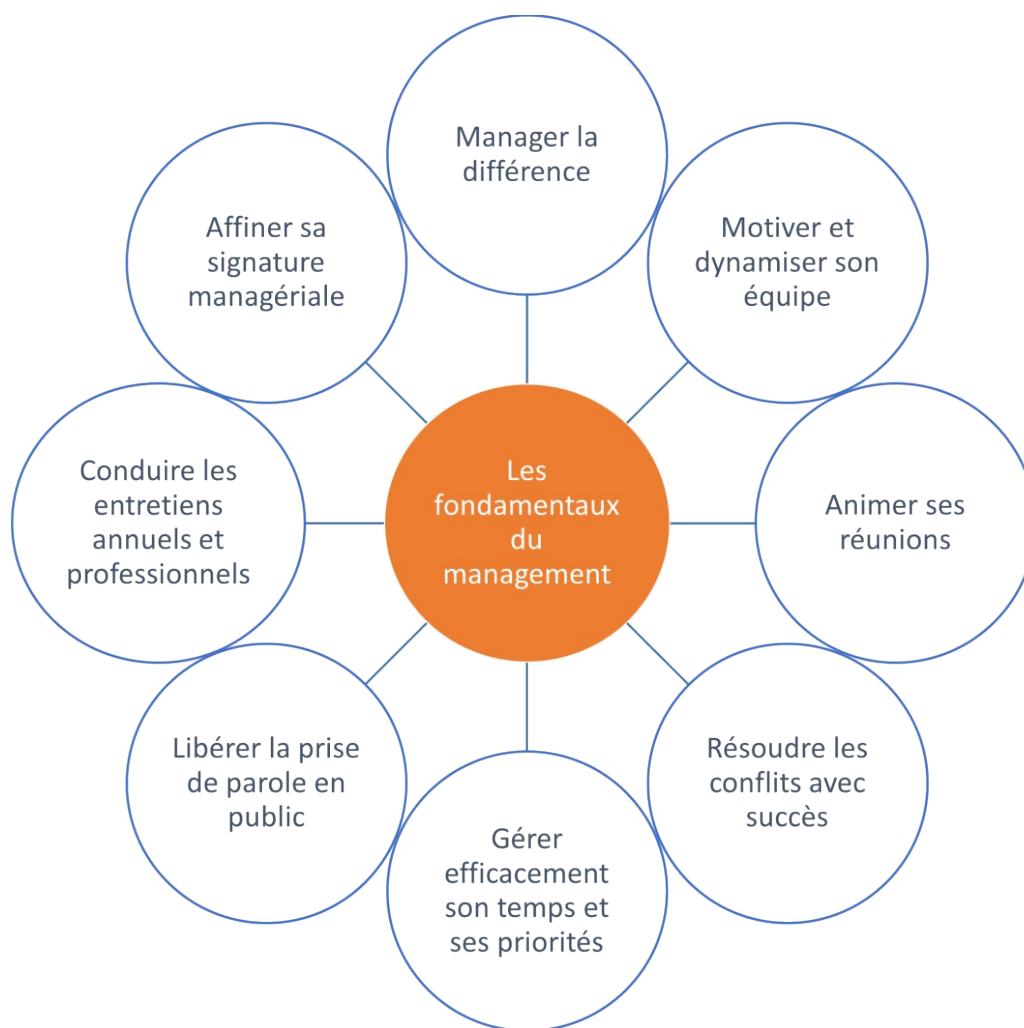 Manager la
différence
Motiver et
dynamiser son
équipe
Animer ses
réunions
Résoudre les
conflits avec
succès
Gérer
efficacement
son temps et
ses priorités
Libérer la prise
de parole en
public
Conduire les
entretiens
annuels et
professionnels
Affiner sa
signature
managériale
Les
fondamentaux
du
management